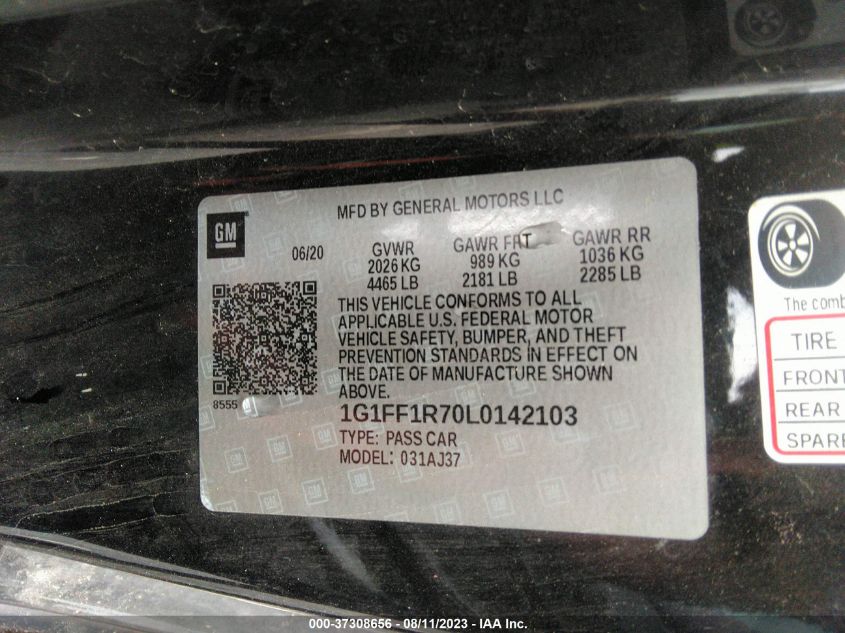 MFD BY GENERAL MOTORS LLC
GM
06/20 GVWR GAWR FRT GAWR RR
2026 KG 989 KG 1036 KG
4465 LB 2181 LB 2285 LB
THIS VEHICLE CONFORMS TO ALL
APPLICABLE U.S. FEDERAL MOTOR
VEHICLE SAFETY, BUMPER, AND THEFT
PREVENTION STANDARDS IN EFFECT ON
THE DATE OF MANUFACTURE SHOWN
ABOVE.
8555
1G1FF1R70L0142103
TYPE: PASS CAR
MODEL: 031AJ37
The comb
TIRE
FRONT
REAR
SPARE
000-37308656 - 08/11/2023 - IAA Inc.